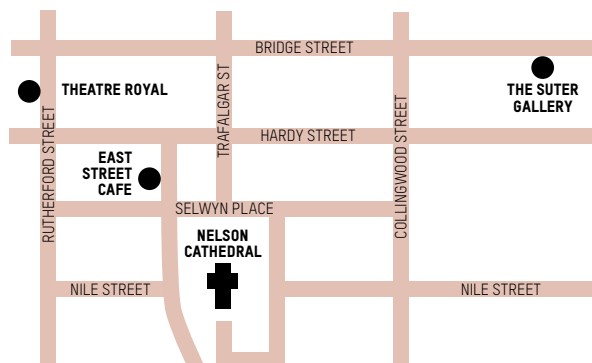 BRIDGE STREET
THEATRE ROYAL
THE SUTER
GALLERY
TRAFALGAR ST
RUTHERFORD STREET
COLLINGWOOD STREET
HARDY STREET
EAST
STREET
CAFE
SELWYN PLACE
NELSON
CATHEDRAL
NILE STREET
NILE STREET